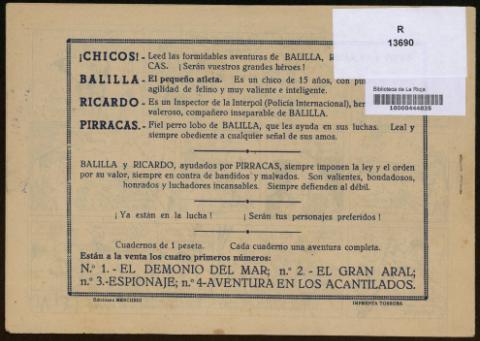 R
13690
Biblioteca de La Rioja
10000444835
¡CHICOS! - Leed las formidables aventuras de BALILLA,
CAS. ¡Serán vuestros grandes héroes!
BALILLA - El pequeño atleta. Es un chico de 15 años, con
agilidad de felino y muy valiente e inteligente.
RICARDO - Es un Inspector de la Interpol (Policía Internacional),
valeroso, compañero inseparable de BALILLA.
PIRRACAS. - Fiel perro lobo de BALILLA, que les ayuda en sus luchas. Leal y
siempre obediente a cualquier señal de sus amos.
BALILLA y RICARDO, ayudados por PIRRACAS, siempre imponen la ley y el orden
por su valor, siempre en contra de bandidos y malvados. Son valientes, bondadosos,
honrados y luchadores incansables. Siempre defienden al débil.
¡Ya están en la lucha! ¡Serán tus personajes preferidos!
Cuadernos de 1 peseta. Cada cuaderno una aventura completa.
Están a la venta los cuatro primeros números:
N.º 1. - EL DEMONIO DEL MAR; n.º 2 - EL GRAN ARAL;
n.º 3.-ESPIONAJE; n.º 4-AVENTURA EN LOS ACANTILADOS.
Ediciones MERCURIO IMPRENTA TORROBA